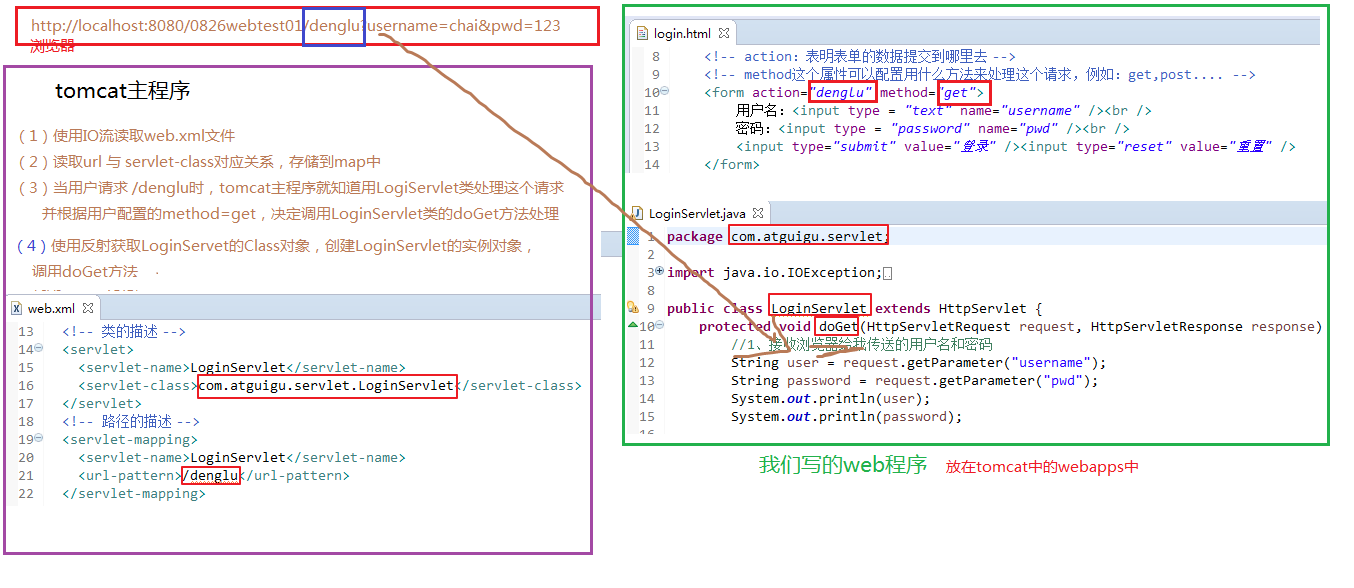 http://localhost:8080/0826webtest01/denglu?username=chai&pwd=123
浏览器
tomcat主程序
（1）使用IO流读取web.xml文件
（2）读取url 与 servlet-class对应关系，存储到map中
（3）当用户请求 /denglu时，tomcat主程序就知道用LogiServlet类处理这个请求
并根据用户配置的method=get，决定调用LoginServlet类的doGet方法处理
（4）使用反射获取LoginServet的Class对象，创建LoginServlet的实例对象，
调用doGet方法
web.xml
13 <!-- 类的描述 -->
14 <servlet>
15 <servlet-name>LoginServlet</servlet-name>
16 <servlet-class>com.atguigu.servlet.LoginServlet</servlet-class>
17 </servlet>
18 <!-- 路径的描述 -->
19 <servlet-mapping>
20 <servlet-name>LoginServlet</servlet-name>
21 <url-pattern>/denglu</url-pattern>
22 </servlet-mapping>
login.html
8 <!-- action：表明表单的数据提交到哪里去 -->
9 <!-- method这个属性可以配置用什么方法来处理这个请求，例如：get,post.... -->
10 <form action="denglu" method="get">
11 用户名：<input type = "text" name="username" /><br />
12 密码：<input type = "password" name="pwd" /><br />
13 <input type="submit" value="登录" /><input type="reset" value="重置" />
14 </form>
LoginServlet.java
1 package com.atguigu.servlet;
2
3 import java.io.IOException;
8
9 public class LoginServlet extends HttpServlet {
10 protected void doGet(HttpServletRequest request, HttpServletResponse response)
11 //1、接收浏览器给我传送的用户名和密码
12 String user = request.getParameter("username");
13 String password = request.getParameter("pwd");
14 System.out.println(user);
15 System.out.println(password);
我们写的web程序 放在tomcat中的webapps中